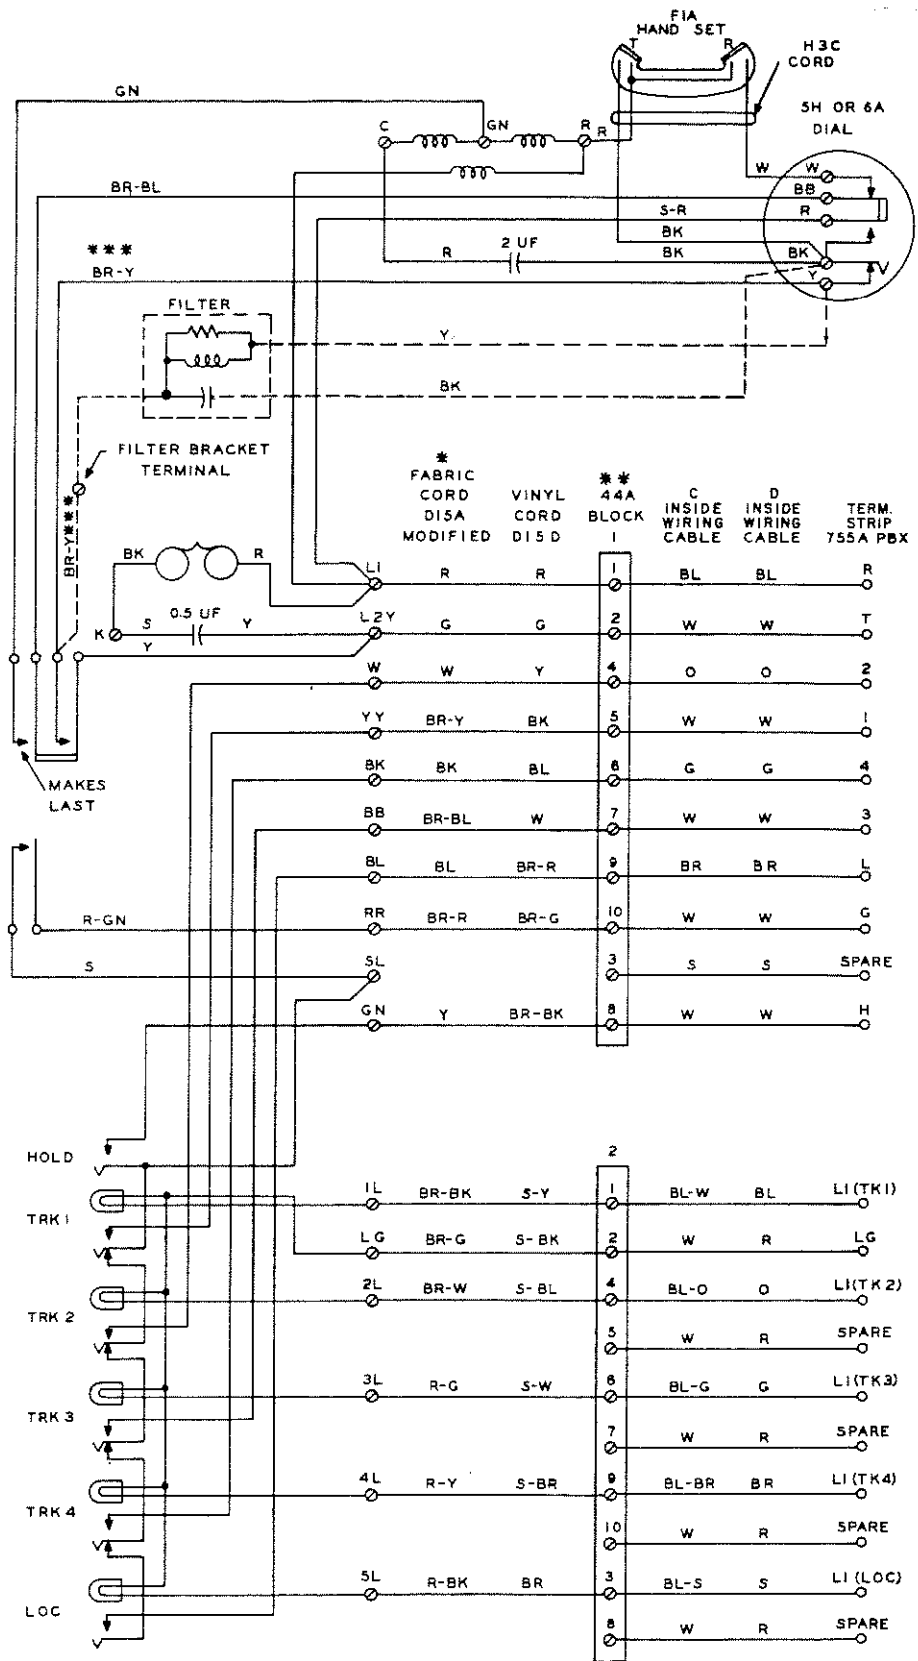 FIA
HAND SET
T R
H3C
CORD
GN
5H OR 6A
DIAL
C GN R R
W W
BR-BL
BB
S-R R
BK
***
BR-Y
R 2 UF BK BK
Y
FILTER
Y
BK
FILTER BRACKET
TERMINAL
BR-Y***
*
FABRIC
CORD
D15A
MODIFIED
VINYL
CORD
D15D
**
44A
BLOCK
1
C
INSIDE
WIRING
CABLE
D
INSIDE
WIRING
CABLE
TERM.
STRIP
755A PBX
BK R
L1 R R 1 BL BL R
0.5 UF
K S Y
L2Y G G 2 W W T
Y
W W Y 4 O O 2
YY BR-Y BK 5 W W 1
BK BK BL 6 G G 4
MAKES
LAST
BB BR-BL W 7 W W 3
BL BL BR-R 9 BR BR L
R-GN RR BR-R BR-G 10 W W G
S SL 3 S S SPARE
GN Y BR-BK 8 W W H
HOLD
2
1L BR-BK S-Y 1 BL-W BL L1(TK1)
TRK 1
LG BR-G S-BK 2 W R LG
2L BR-W S-BL 4 BL-O O L1(TK2)
TRK 2
5 W R SPARE
3L R-G S-W 6 BL-G G L1(TK3)
TRK 3
7 W R SPARE
4L R-Y S-BR 9 BL-BR BR L1(TK4)
TRK 4
10 W R SPARE
5L R-BK BR 3 BL-S S L1(LOC)
LOC
8 W R SPARE